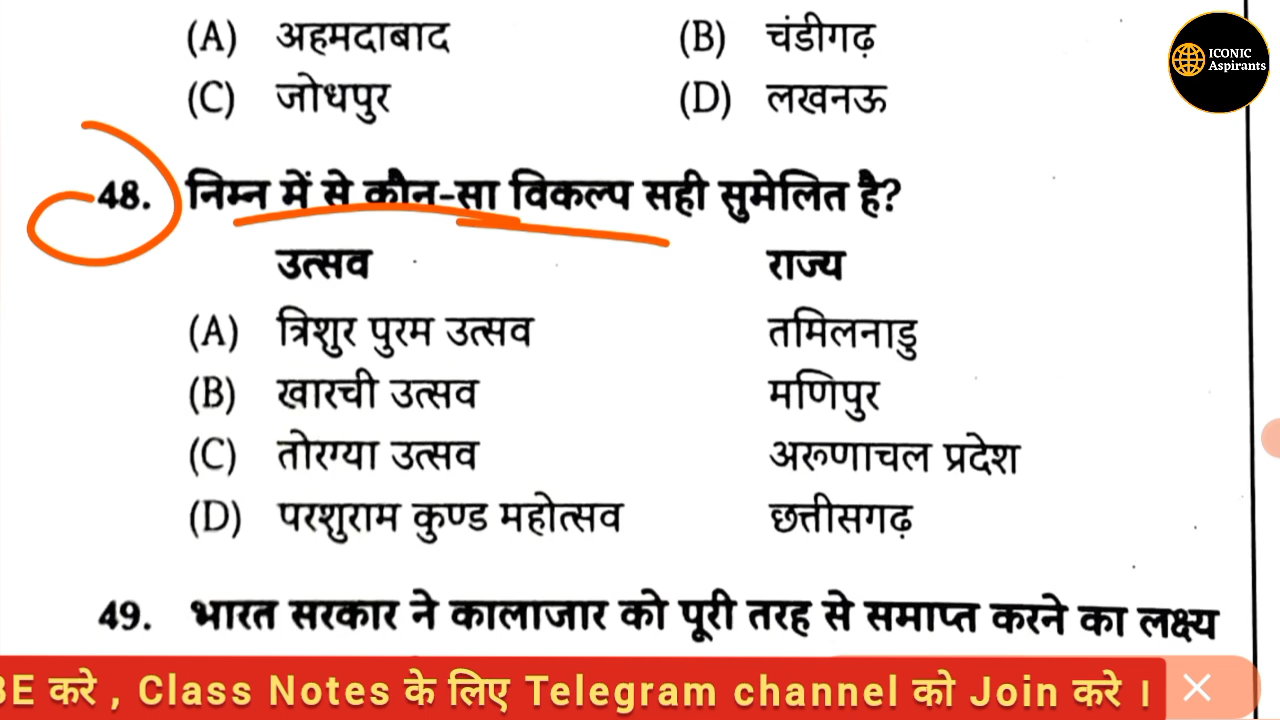 (A) अहमदाबाद (B) चंडीगढ़
ICONIC
Aspirants
(C) जोधपुर (D) लखनऊ
48. निम्न में से कौन-सा विकल्प सही सुमेलित है?
उत्सव राज्य
(A) त्रिशुर पुरम उत्सव तमिलनाडु
(B) खारची उत्सव मणिपुर
(C) तोरग्या उत्सव अरूणाचल प्रदेश
(D) परशुराम कुण्ड महोत्सव छत्तीसगढ़
49. भारत सरकार ने कालाजार को पूरी तरह से समाप्त करने का लक्ष्य
BE करे , Class Notes के लिए Telegram channel को Join करे ।